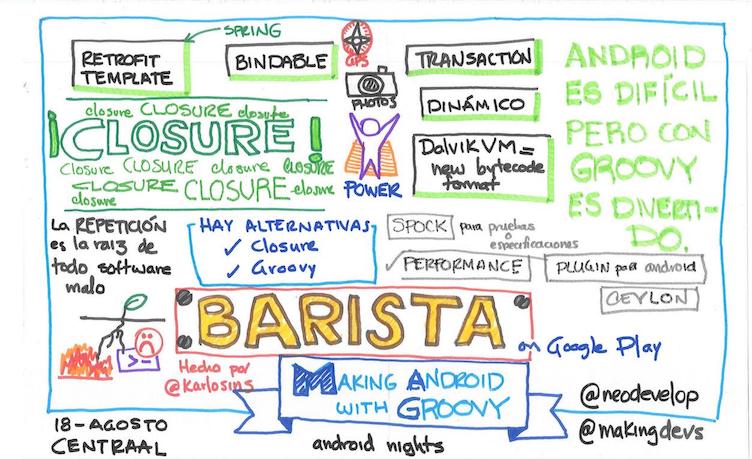 SPRING
RETROFIT
TEMPLATE
BINDABLE
GPS
PHOTOS
POWER
TRANSACTION
DINÁMICO
DalvikVM =
new bytecode
format
ANDROID
ES DIFÍCIL
PERO CON
GROOVY
ES DIVERTI-
DO.
closure CLOSURE closure
¡CLOSURE!
closure CLOSURE closure CLOSURE
CLOSURE CLOSURE closure
closure
La REPETICIÓN
es la raiz de
todo software
malo
>-
HAY ALTERNATIVAS
✓ Closure
✓ Groovy
SPOCK para pruebas
o
especificaciones
✓ PERFORMANCE
PLUGIN para android
CEYLON
BARISTA
on Google Play
Hecho por
@Karlosins
MAKING ANDROID
WITH GROOVY
18-AGOSTO
CENTRAAL
android nights
@neodevelop
@makingdevs